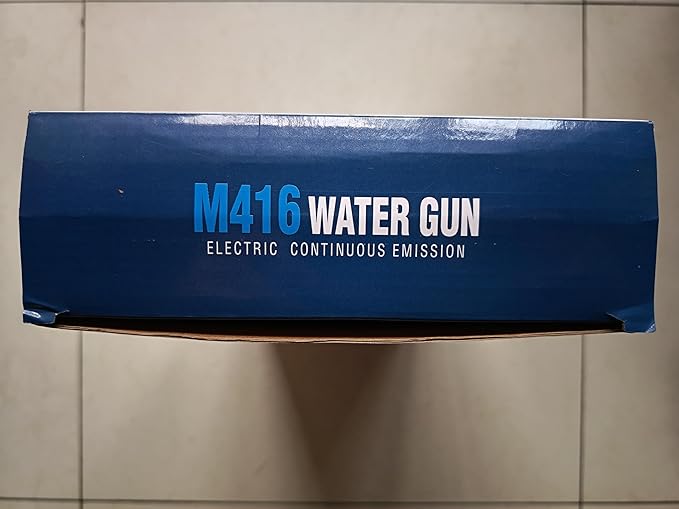 M416 WATER GUN
ELECTRIC CONTINUOUS EMISSION